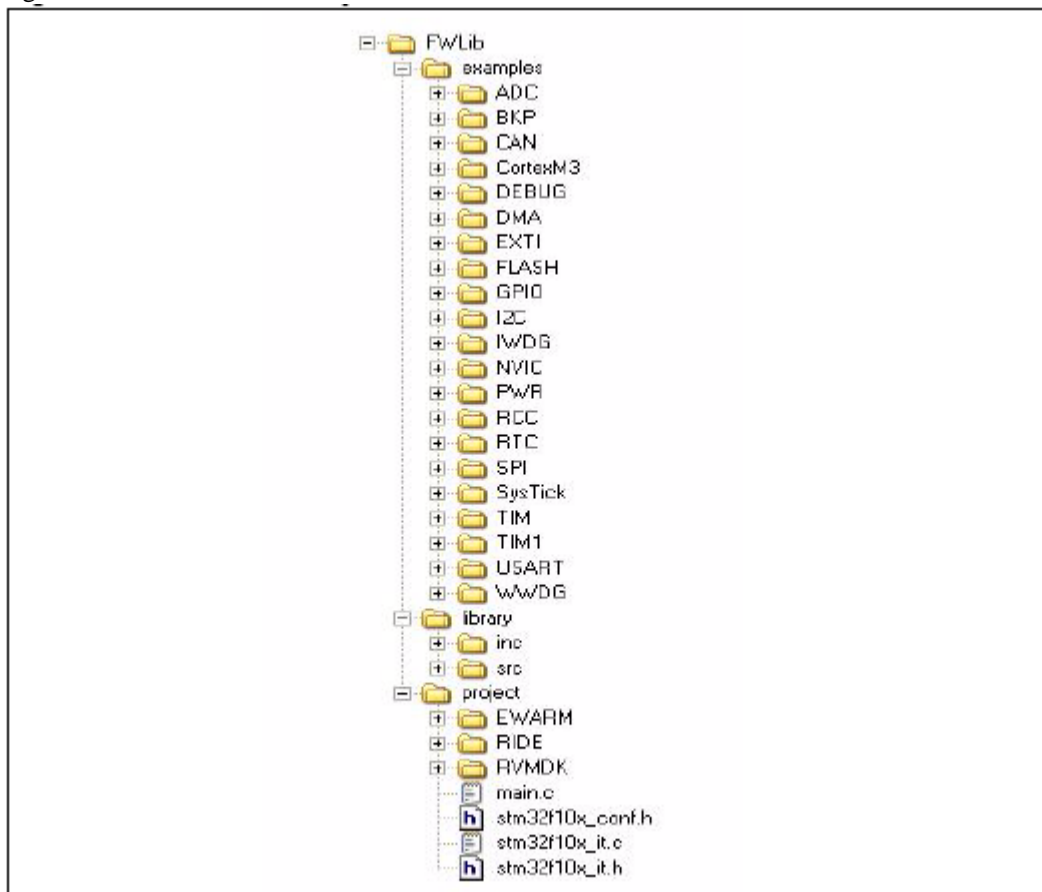 FWLib
examples
ADC
BKP
CAN
CortexM3
DEBUG
DMA
EXTI
FLASH
GPIO
I2C
IWDG
NVIC
PWR
RCC
RTC
SPI
SysTick
TIM
TIM1
USART
WWDG
library
inc
src
project
EWARM
RIDE
RVMDK
main.c
stm32f10x_conf.h
stm32f10x_it.c
stm32f10x_it.h